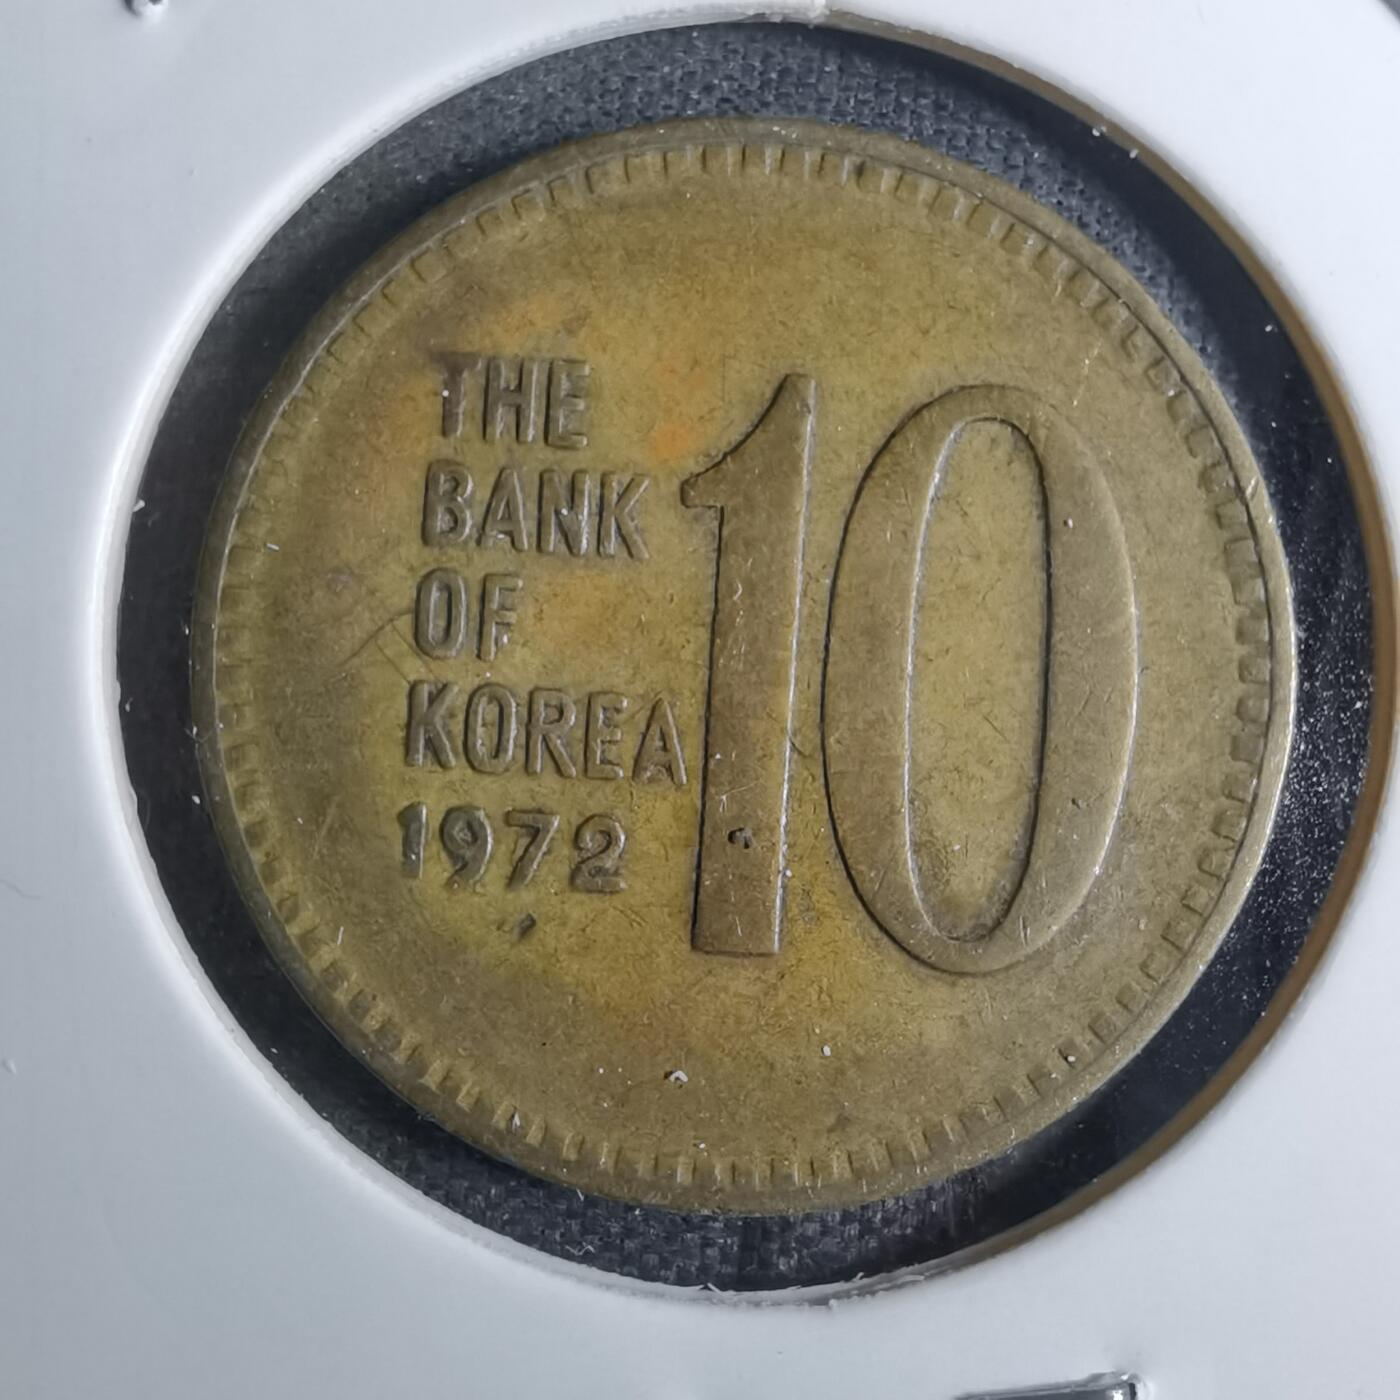 THE
BANK
OF
KOREA
1972
10